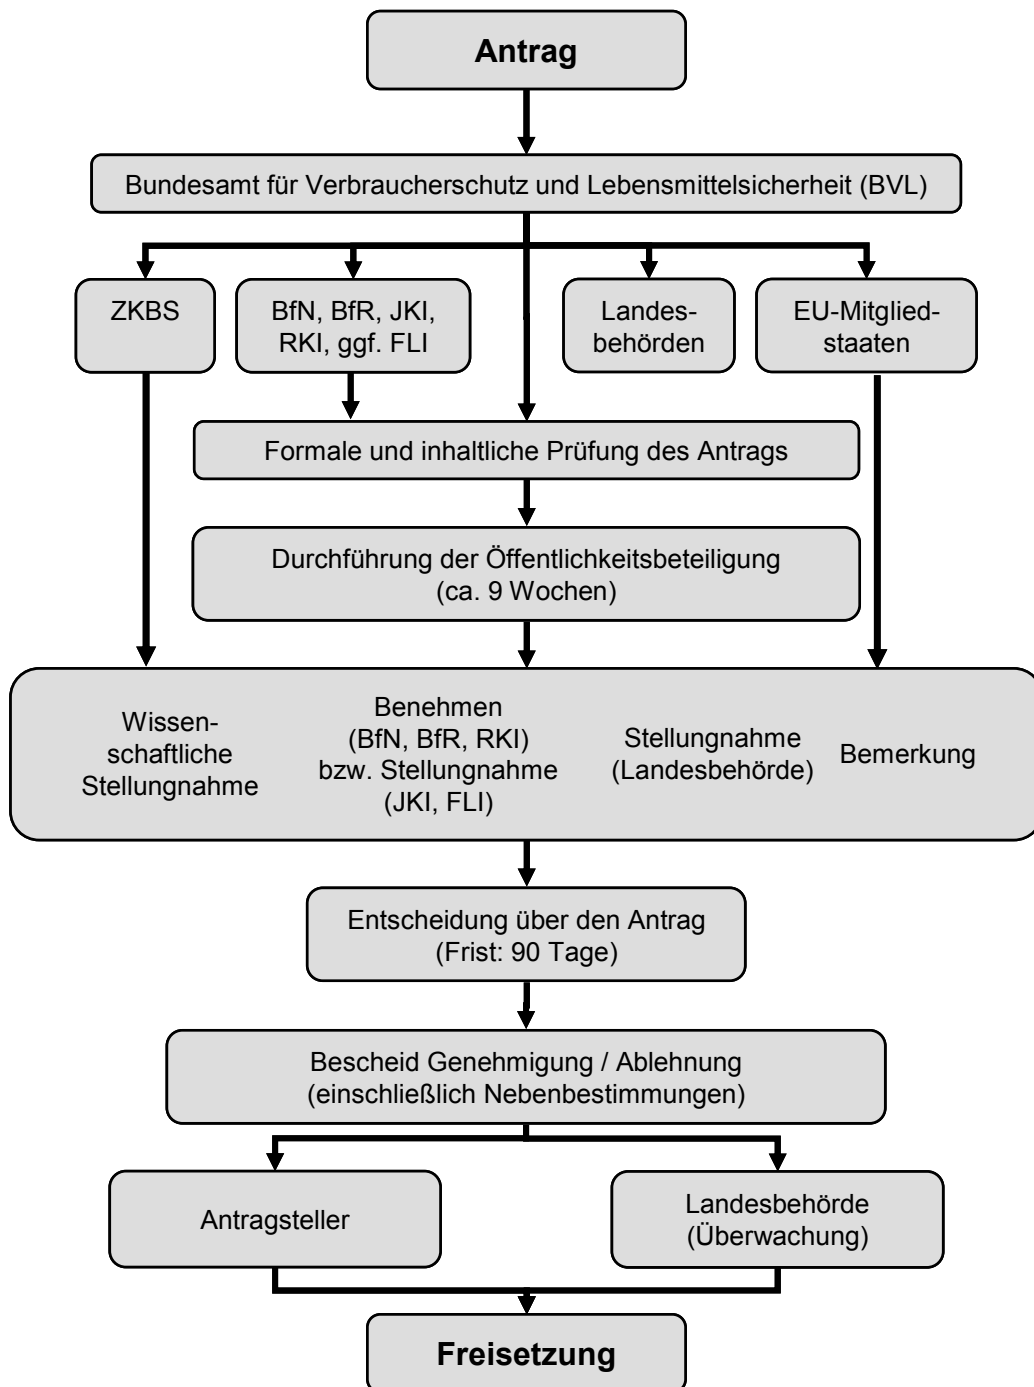 Antrag
Bundesamt für Verbraucherschutz und Lebensmittelsicherheit (BVL)
ZKBS
BfN, BfR, JKI,
RKI, ggf. FLI
Landes-
behörden
EU-Mitglied-
staaten
Formale und inhaltliche Prüfung des Antrags
Durchführung der Öffentlichkeitsbeteiligung
(ca. 9 Wochen)
Wissen-
schaftliche
Stellungnahme
Benehmen
(BfN, BfR, RKI)
bzw. Stellungnahme
(JKI, FLI)
Stellungnahme
(Landesbehörde)
Bemerkung
Entscheidung über den Antrag
(Frist: 90 Tage)
Bescheid Genehmigung / Ablehnung
(einschließlich Nebenbestimmungen)
Antragsteller
Landesbehörde
(Überwachung)
Freisetzung